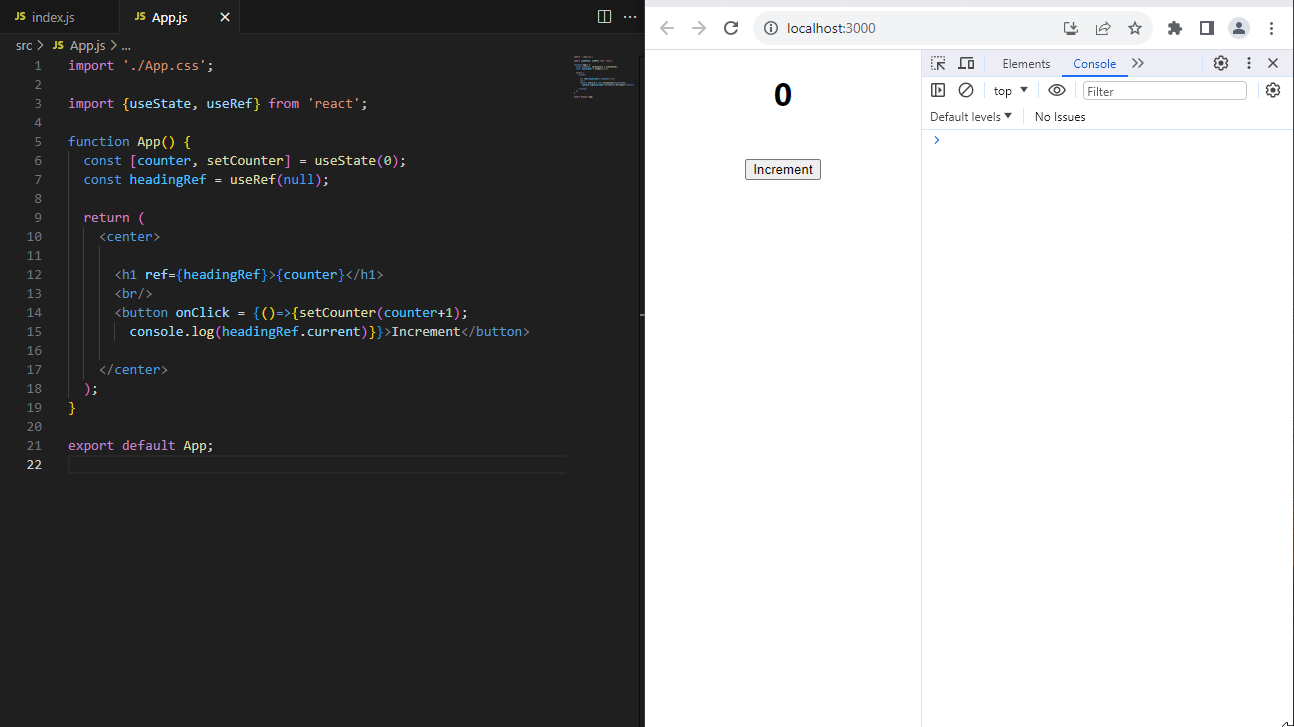 JS index.js JS App.js
src > JS App.js > ...
1 import './App.css';
2
3 import {useState, useRef} from 'react';
4
5 function App() {
6 const [counter, setCounter] = useState(0);
7 const headingRef = useRef(null);
8
9 return (
10 <center>
11
12 <h1 ref={headingRef}>{counter}</h1>
13 <br/>
14 <button onClick = {()=>{setCounter(counter+1);
15 console.log(headingRef.current)}}>Increment</button>
16
17 </center>
18 );
19 }
20
21 export default App;
22
localhost:3000
0
Increment
Elements Console
top Filter
Default levels No Issues